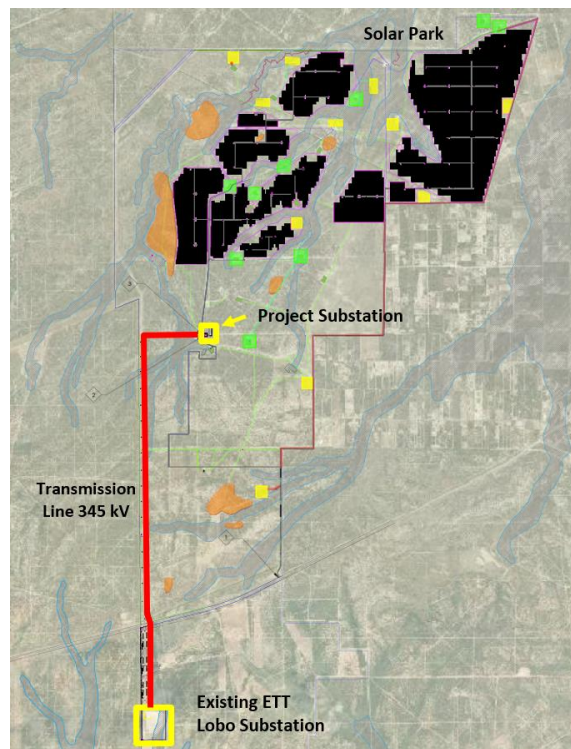 Solar Park
Project Substation
Transmission
Line 345 kV
Existing ETT
Lobo Substation